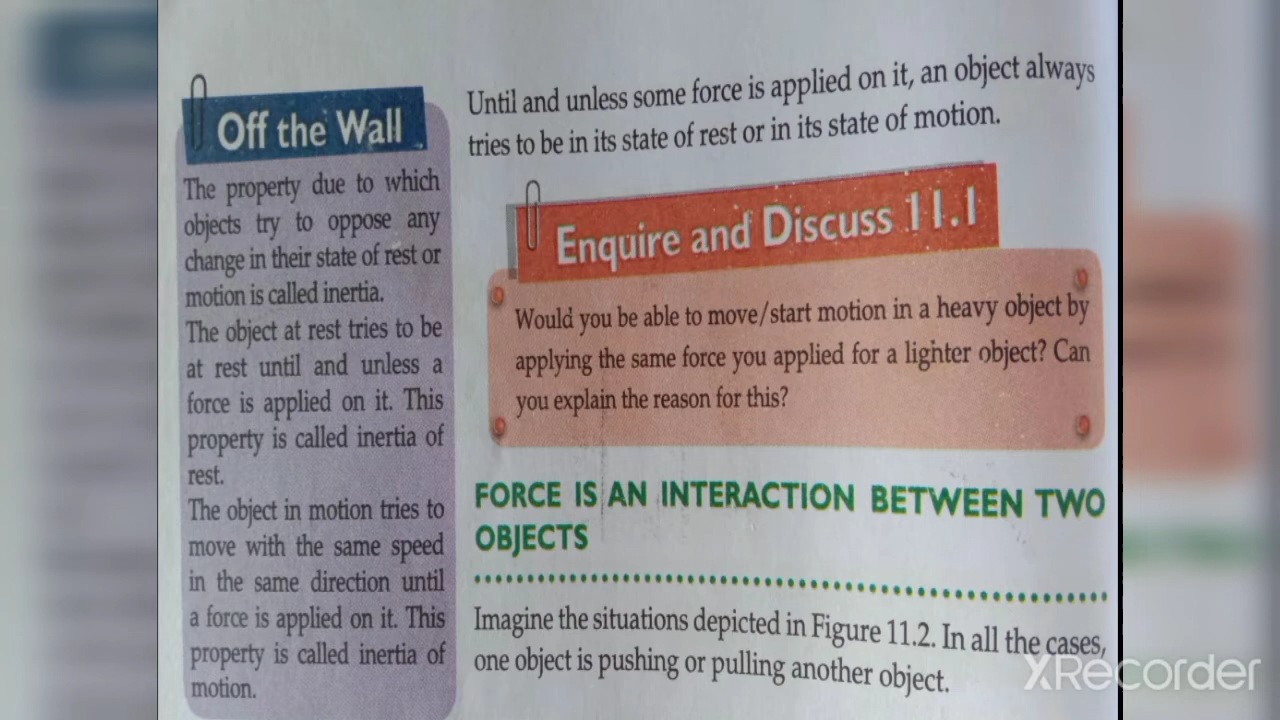 Off the Wall
The property due to which
objects try to oppose any
change in their state of rest or
motion is called inertia.
The object at rest tries to be
at rest until and unless a
force is applied on it. This
property is called inertia of
rest.
The object in motion tries to
move with the same speed
in the same direction until
a force is applied on it. This
property is called inertia of
motion.
Until and unless some force is applied on it, an object always
tries to be in its state of rest or in its state of motion.
Enquire and Discuss 11.1
Would you be able to move/start motion in a heavy object by
applying the same force you applied for a lighter object? Can
you explain the reason for this?
FORCE IS AN INTERACTION BETWEEN TWO
OBJECTS
Imagine the situations depicted in Figure 11.2. In all the cases,
one object is pushing or pulling another object.
XRecorder